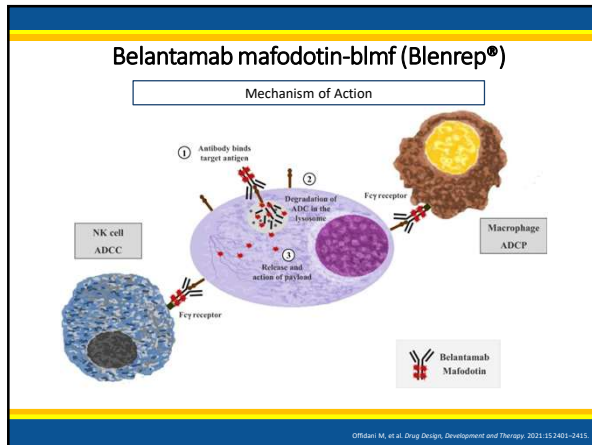 Belantamab mafodotin-blmf (Blenrep®)
Mechanism of Action
1
Antibody binds
target antigen
2
Degradation of
ADC in the
lysosome
3
Release and
action of payload
Fcγ receptor
Macrophage
ADCP
NK cell
ADCC
Fcγ receptor
Belantamab
Mafodotin
Offidani M, et al. Drug Design, Development and Therapy. 2021:15 2401–2415.